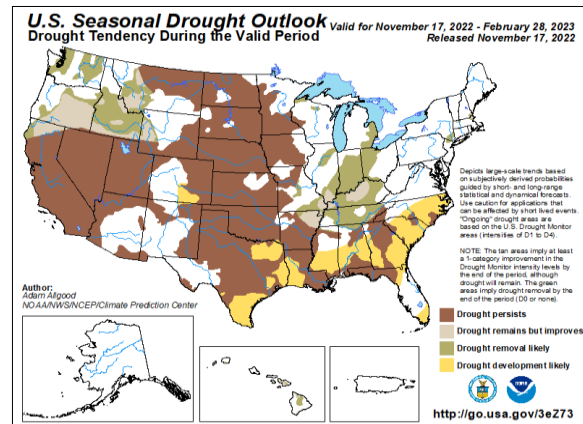 U.S. Seasonal Drought Outlook
Drought Tendency During the Valid Period
Valid for November 17, 2022 - February 28, 2023
Released November 17, 2022
Depicts large-scale trends based
on subjectively derived probabilities
guided by short- and long-range
statistical and dynamical forecasts.
Use caution for applications that
can be affected by short lived events.
"Ongoing" drought areas are
based on the U.S. Drought Monitor
areas (intensities of D1 to D4).
NOTE: The tan areas imply at least
a 1-category improvement in
the Drought Monitor intensity levels by
the end of the period, although
drought will remain. The green
areas imply drought removal by the
end of the period (D0 or none).
Author:
Adam Allgood
NOAA/NWS/NCEP/Climate Prediction Center
Drought persists
Drought remains but improves
Drought removal likely
Drought development likely
http://go.usa.gov/3eZ73